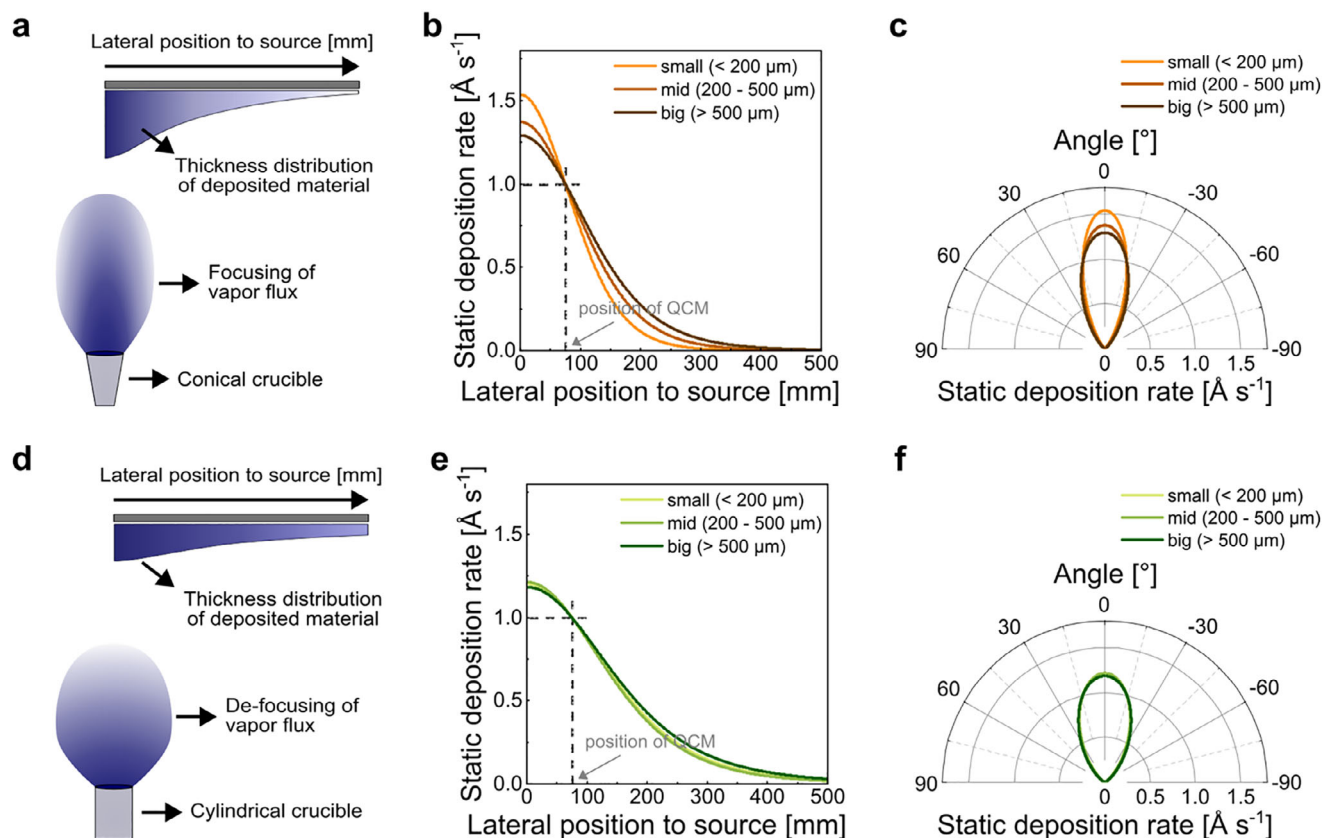 a
Lateral position to source [mm]
Thickness distribution
of deposited material
Focusing of
vapor flux
Conical crucible
b
Static deposition rate [Å s⁻¹]
1.5
1.0
0.5
0.0
small (< 200 µm)
mid (200 - 500 µm)
big (> 500 µm)
position of QCM
0 100 200 300 400 500
Lateral position to source [mm]
c
small (< 200 µm)
mid (200 - 500 µm)
big (> 500 µm)
Angle [°]
0
30 -30
60 -60
90 -90
0 0.5 1.0 1.5
Static deposition rate [Å s⁻¹]
d
Lateral position to source [mm]
Thickness distribution
of deposited material
De-focusing of
vapor flux
Cylindrical crucible
e
Static deposition rate [Å s⁻¹]
1.5
1.0
0.5
0.0
small (< 200 µm)
mid (200 - 500 µm)
big (> 500 µm)
position of QCM
0 100 200 300 400 500
Lateral position to source [mm]
f
small (< 200 µm)
mid (200 - 500 µm)
big (> 500 µm)
Angle [°]
0
30 -30
60 -60
90 -90
0 0.5 1.0 1.5
Static deposition rate [Å s⁻¹]